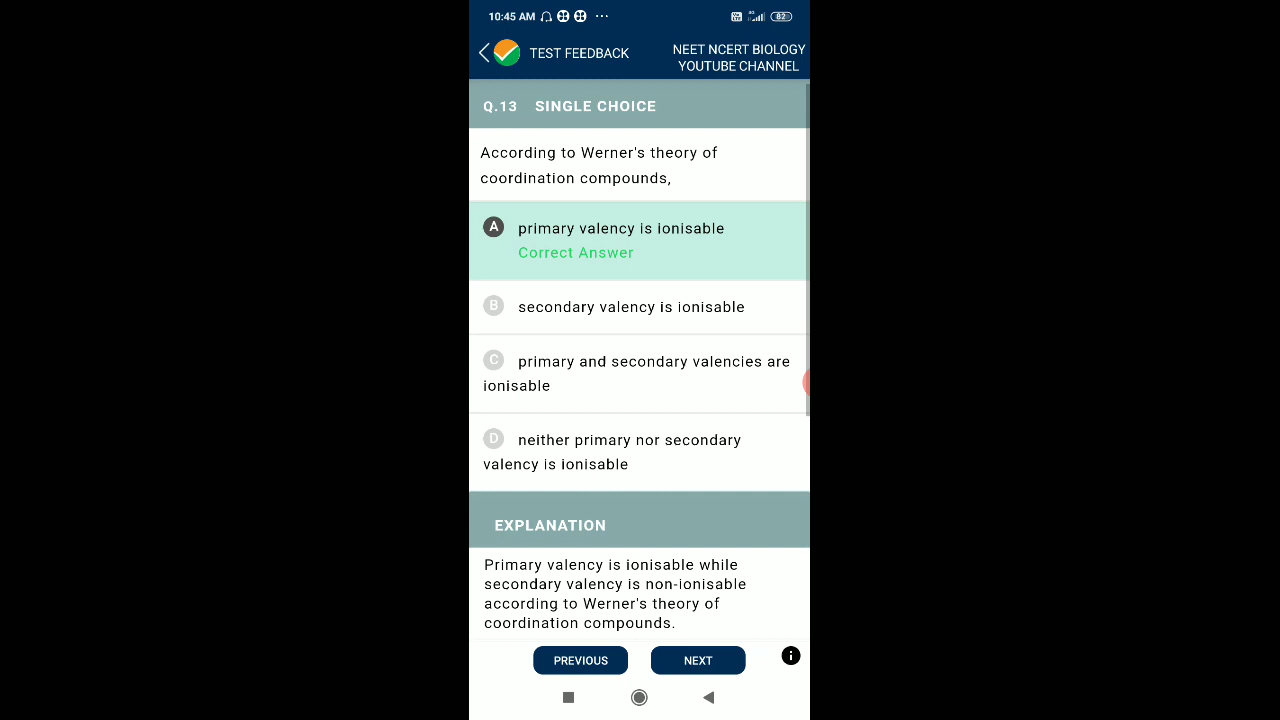 10:45 AM ... 4G 82
TEST FEEDBACK
NEET NCERT BIOLOGY
YOUTUBE CHANNEL
Q.13 SINGLE CHOICE
According to Werner's theory of
coordination compounds,
A primary valency is ionisable
Correct Answer
B secondary valency is ionisable
C primary and secondary valencies are
ionisable
D neither primary nor secondary
valency is ionisable
EXPLANATION
Primary valency is ionisable while
secondary valency is non-ionisable
according to Werner's theory of
coordination compounds.
PREVIOUS
NEXT
i